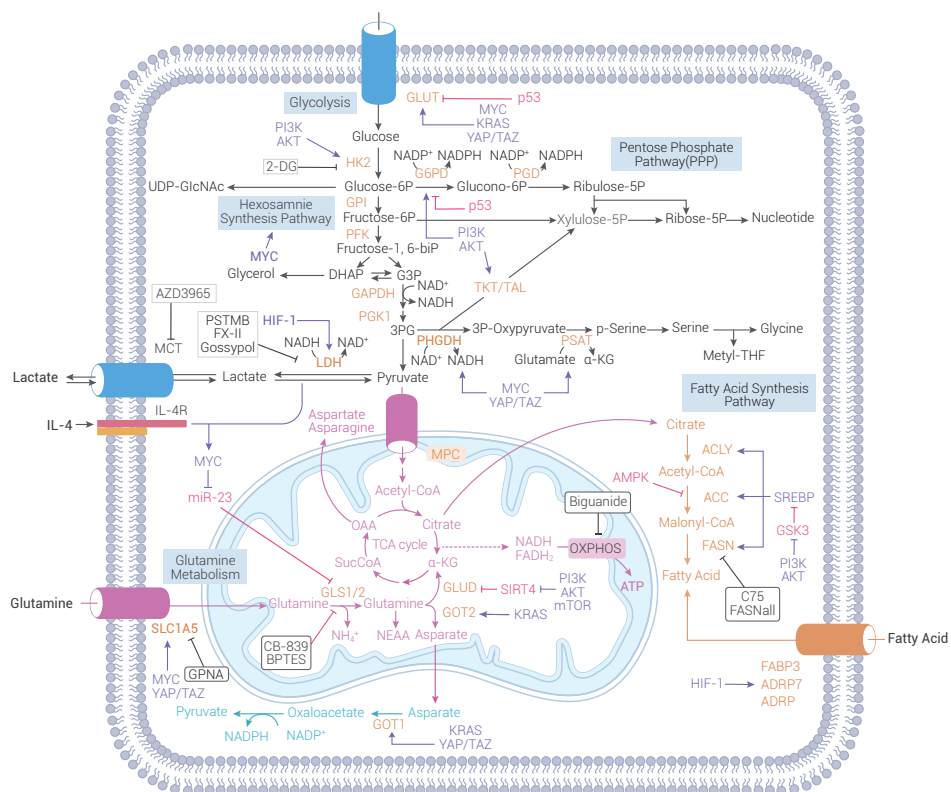 Glycolysis
GLUT
p53
MYC
KRAS
YAP/TAZ
PI3K
AKT
Glucose
2-DG
HK2
NADP⁺
NADPH
NADP⁺
NADPH
G6PD
PGD
Pentose Phosphate
Pathway(PPP)
UDP-GlcNAc
Glucose-6P
Glucono-6P
Ribulose-5P
GPI
p53
Hexosamnie
Synthesis Pathway
Fructose-6P
Xylulose-5P
Ribose-5P
Nucleotide
PFK
PI3K
AKT
MYC
Fructose-1, 6-biP
Glycerol
DHAP
G3P
TKT/TAL
GAPDH
NAD⁺
NADH
AZD3965
PGK1
PSTMB
FX-II
Gossypol
HIF-1
3PG
3P-Oxypyruvate
p-Serine
Serine
Glycine
MCT
NADH
NAD⁺
LDH
PHGDH
NAD⁺
NADH
PSAT
Glutamate
α-KG
Metyl-THF
Lactate
Lactate
Pyruvate
MYC
YAP/TAZ
Fatty Acid Synthesis
Pathway
IL-4R
IL-4
Aspartate
Asparagine
Citrate
MYC
MPC
ACLY
Acetyl-CoA
AMPK
miR-23
Acetyl-CoA
ACC
SREBP
Biguanide
OAA
Citrate
Malonyl-CoA
GSK3
TCA cycle
NADH
FADH₂
OXPHOS
FASN
Glutamine
Metabolism
SucCoA
α-KG
PI3K
AKT
Fatty Acid
ATP
GLUD
SIRT4
PI3K
AKT
mTOR
C75
FASNall
GLS1/2
Glutamine
Glutamine
Glutamine
GOT2
KRAS
SLC1A5
NH₄⁺
NEAA
Asparate
CB-839
BPTES
Fatty Acid
MYC
YAP/TAZ
GPNA
FABP3
HIF-1
ADRP7
ADRP
Pyruvate
Oxaloacetate
Asparate
GOT1
NADPH
NADP⁺
KRAS
YAP/TAZ